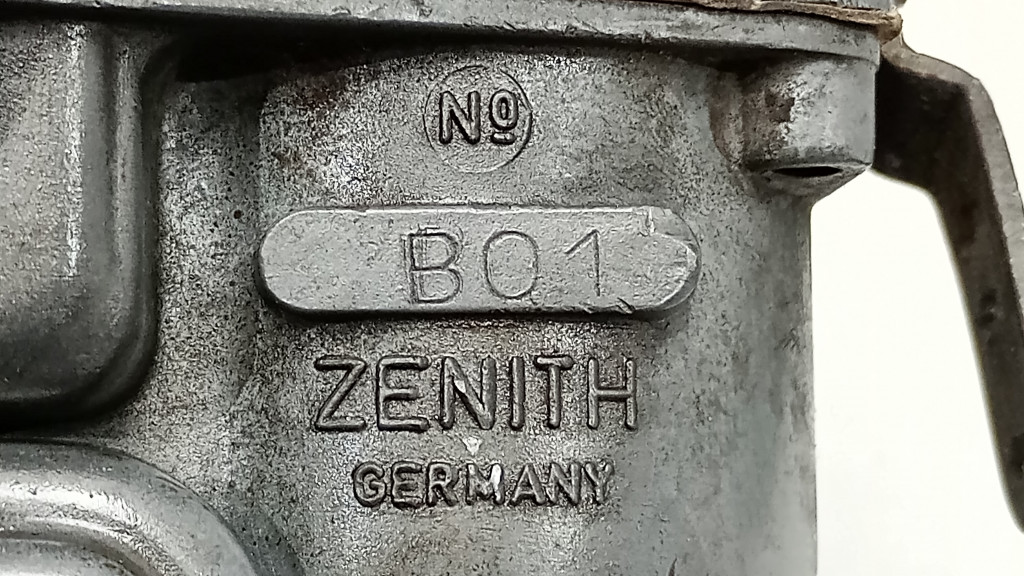 Nº
B01
ZENITH
GERMANY